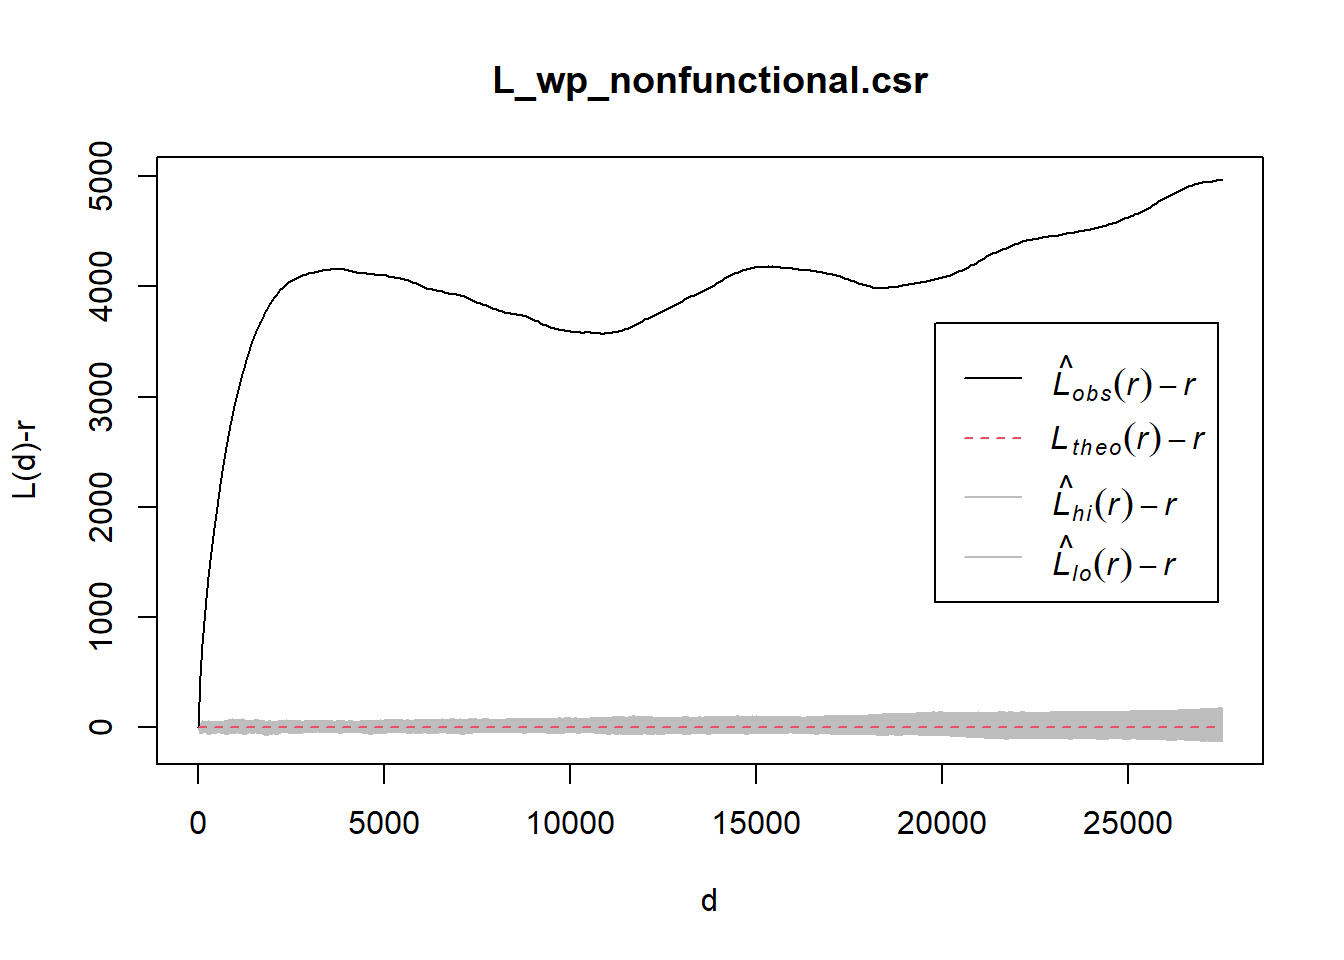 L_wp_nonfunctional.csr
L(d)-r
5000
4000
3000
2000
1000
0
L̂obs(r) − r
Ltheo(r) − r
L̂hi(r) − r
L̂lo(r) − r
0 5000 10000 15000 20000 25000
d